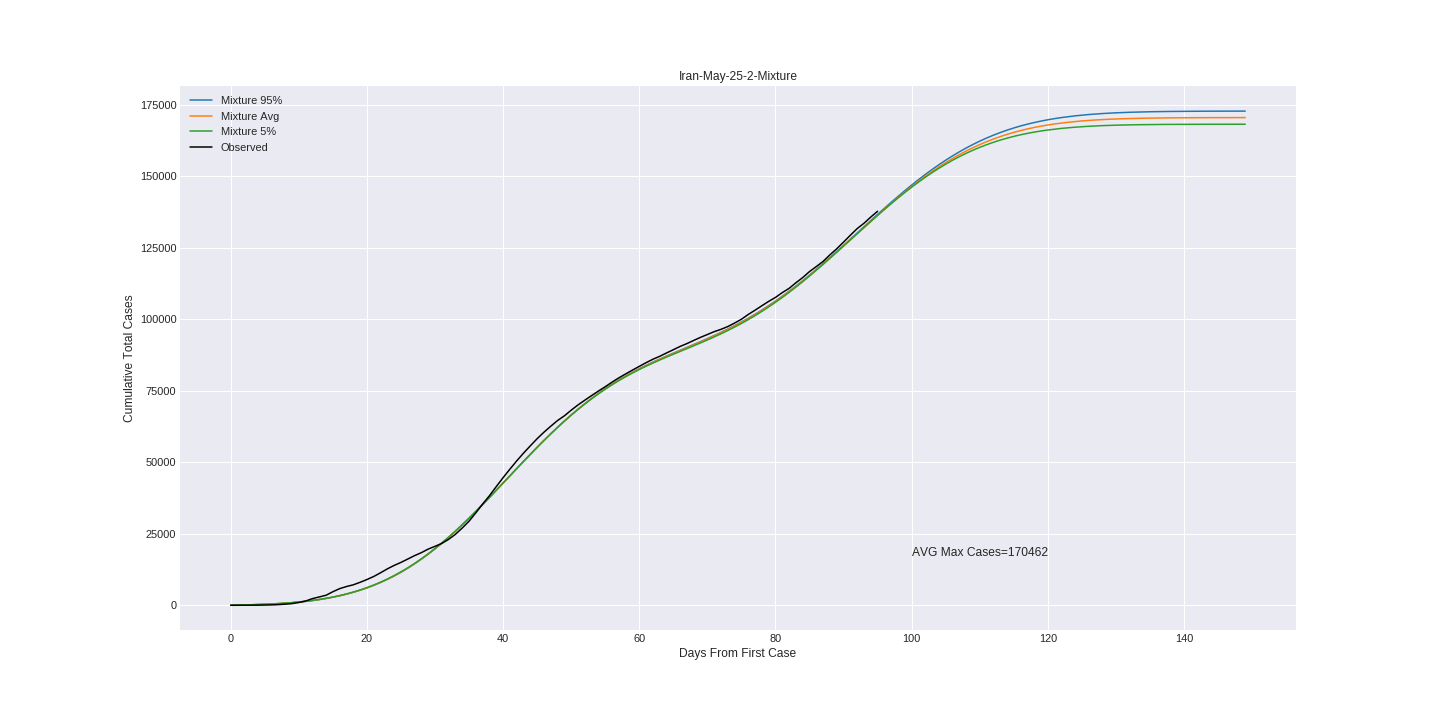 Iran-May-25-2-Mixture
Mixture 95%
Mixture Avg
Mixture 5%
Observed
175000
150000
125000
100000
75000
50000
25000
0
Cumulative Total Cases
AVG Max Cases=170462
0 20 40 60 80 100 120 140
Days From First Case